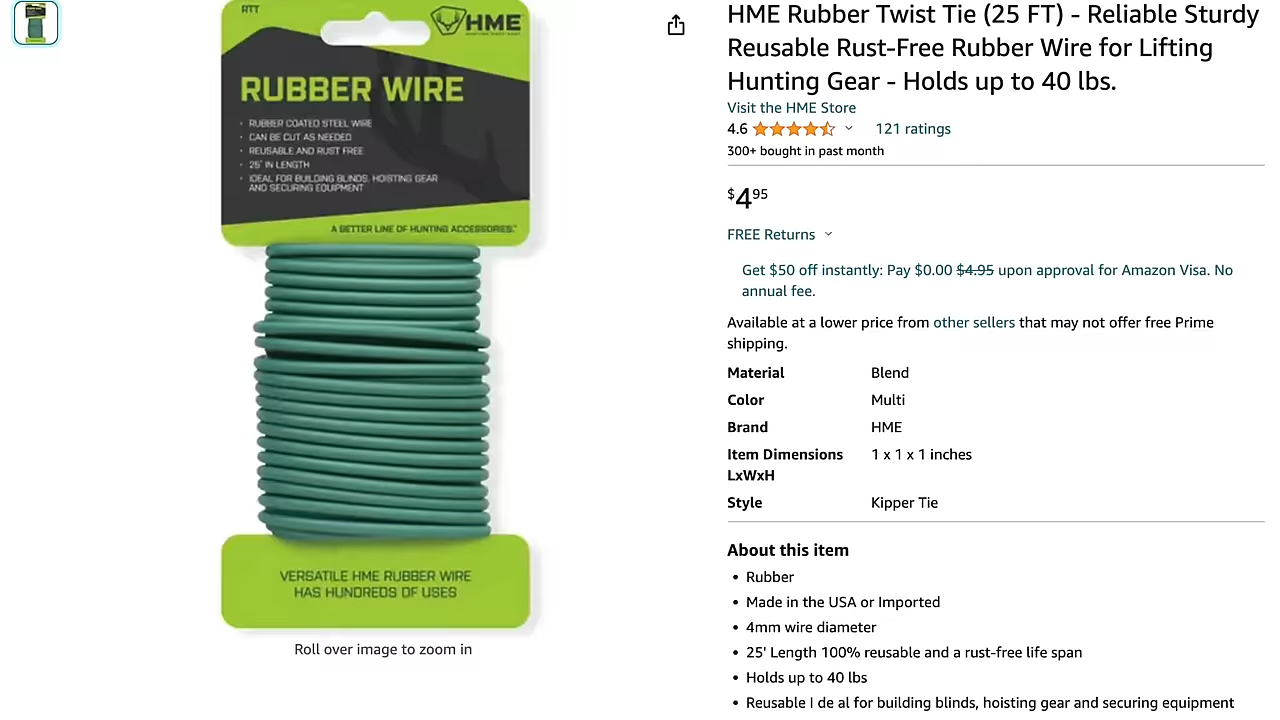 RTT
HME
RUBBER WIRE
• RUBBER COATED STEEL WIRE
• CAN BE CUT AS NEEDED
• REUSABLE AND RUST FREE
• 25' IN LENGTH
• IDEAL FOR BUILDING BLINDS, HOISTING GEAR
AND SECURING EQUIPMENT
A BETTER LINE OF HUNTING ACCESSORIES.™
VERSATILE HME RUBBER WIRE
HAS HUNDREDS OF USES
Roll over image to zoom in
HME Rubber Twist Tie (25 FT) - Reliable Sturdy
Reusable Rust-Free Rubber Wire for Lifting
Hunting Gear - Holds up to 40 lbs.
Visit the HME Store
4.6 121 ratings
300+ bought in past month
$495
FREE Returns
Get $50 off instantly: Pay $0.00 $4.95 upon approval for Amazon Visa. No
annual fee.
Available at a lower price from other sellers that may not offer free Prime
shipping.
Material Blend
Color Multi
Brand HME
Item Dimensions 1 x 1 x 1 inches
LxWxH
Style Kipper Tie
About this item
• Rubber
• Made in the USA or Imported
• 4mm wire diameter
• 25' Length 100% reusable and a rust-free life span
• Holds up to 40 lbs
• Reusable I de al for building blinds, hoisting gear and securing equipment